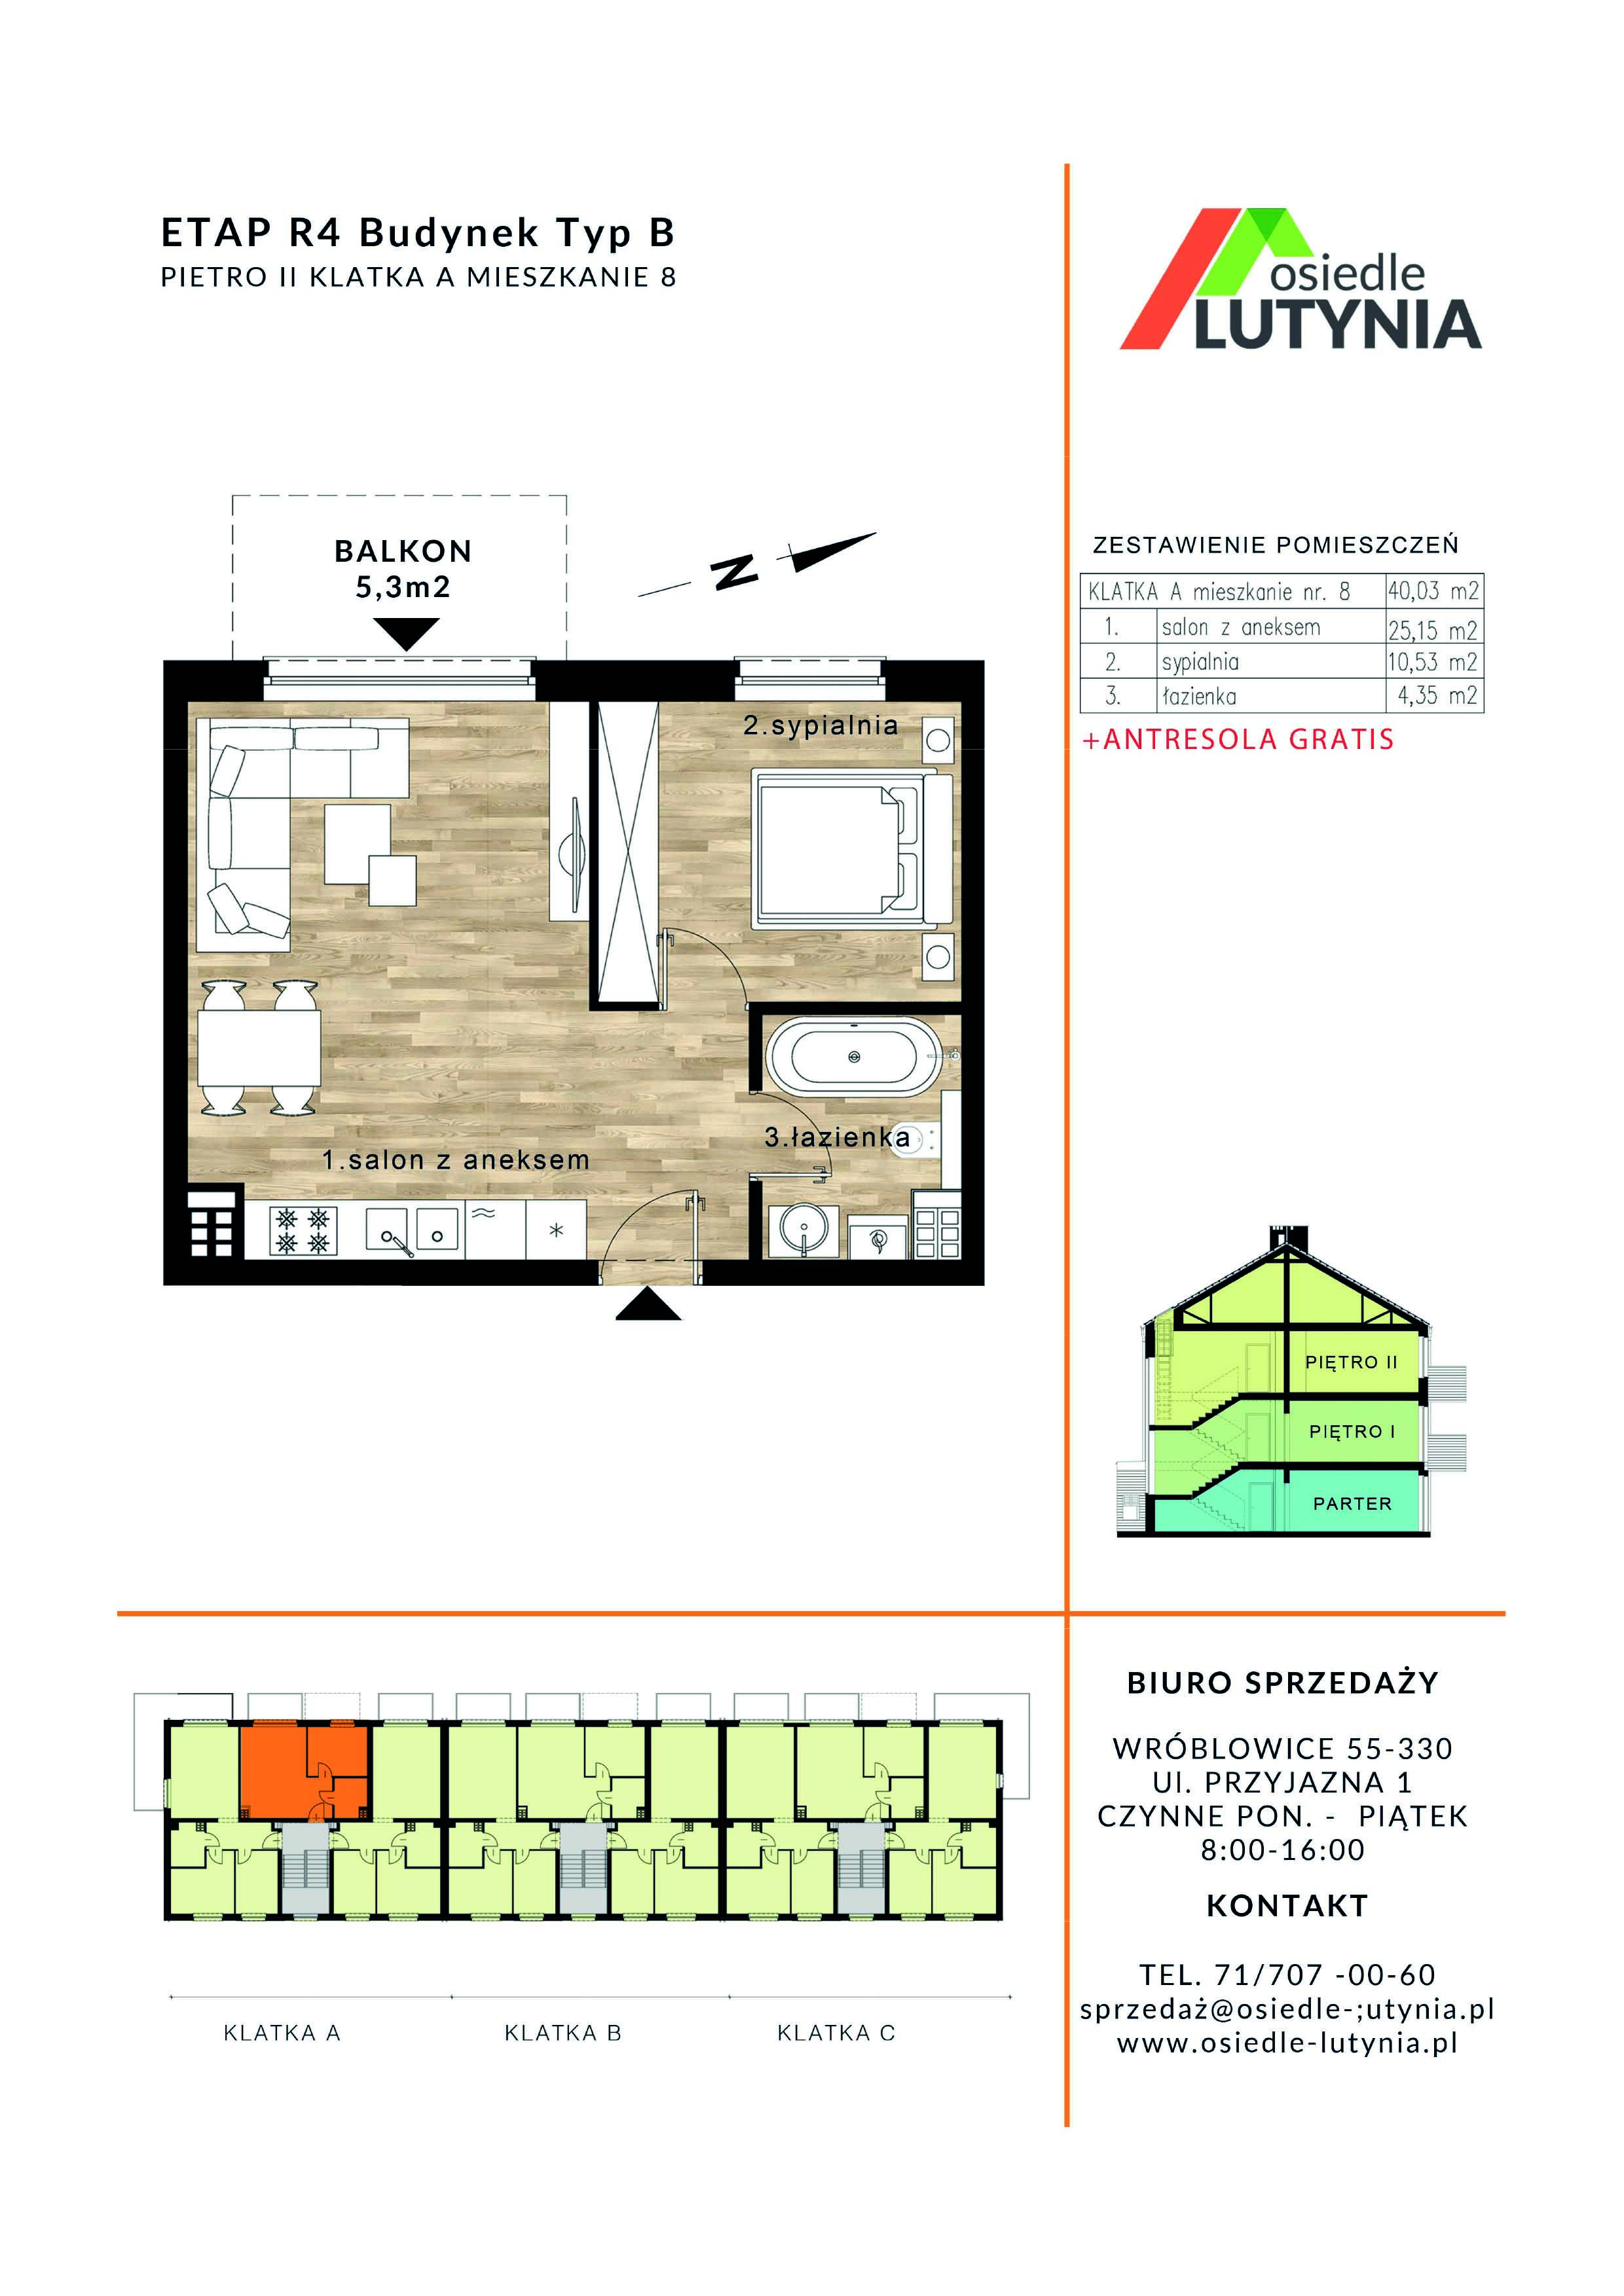 ETAP R4 Budynek Typ B
PIETRO II KLATKA A MIESZKANIE 8
osiedle
LUTYNIA
BALKON
5,3m2
N
ZESTAWIENIE POMIESZCZEŃ
KLATKA A mieszkanie nr. 8 40,03 m2
1. salon z aneksem 25,15 m2
2. sypialnia 10,53 m2
3. łazienka 4,35 m2
+ANTRESOLA GRATIS
2.sypialnia
3.łazienka
1.salon z aneksem
PIĘTRO II
PIĘTRO I
PARTER
BIURO SPRZEDAŻY
WRÓBLOWICE 55-330
Ul. PRZYJAZNA 1
CZYNNE PON. - PIĄTEK
8:00-16:00
KONTAKT
TEL. 71/707 -00-60
sprzedaż@osiedle-;utynia.pl
www.osiedle-lutynia.pl
KLATKA A
KLATKA B
KLATKA C